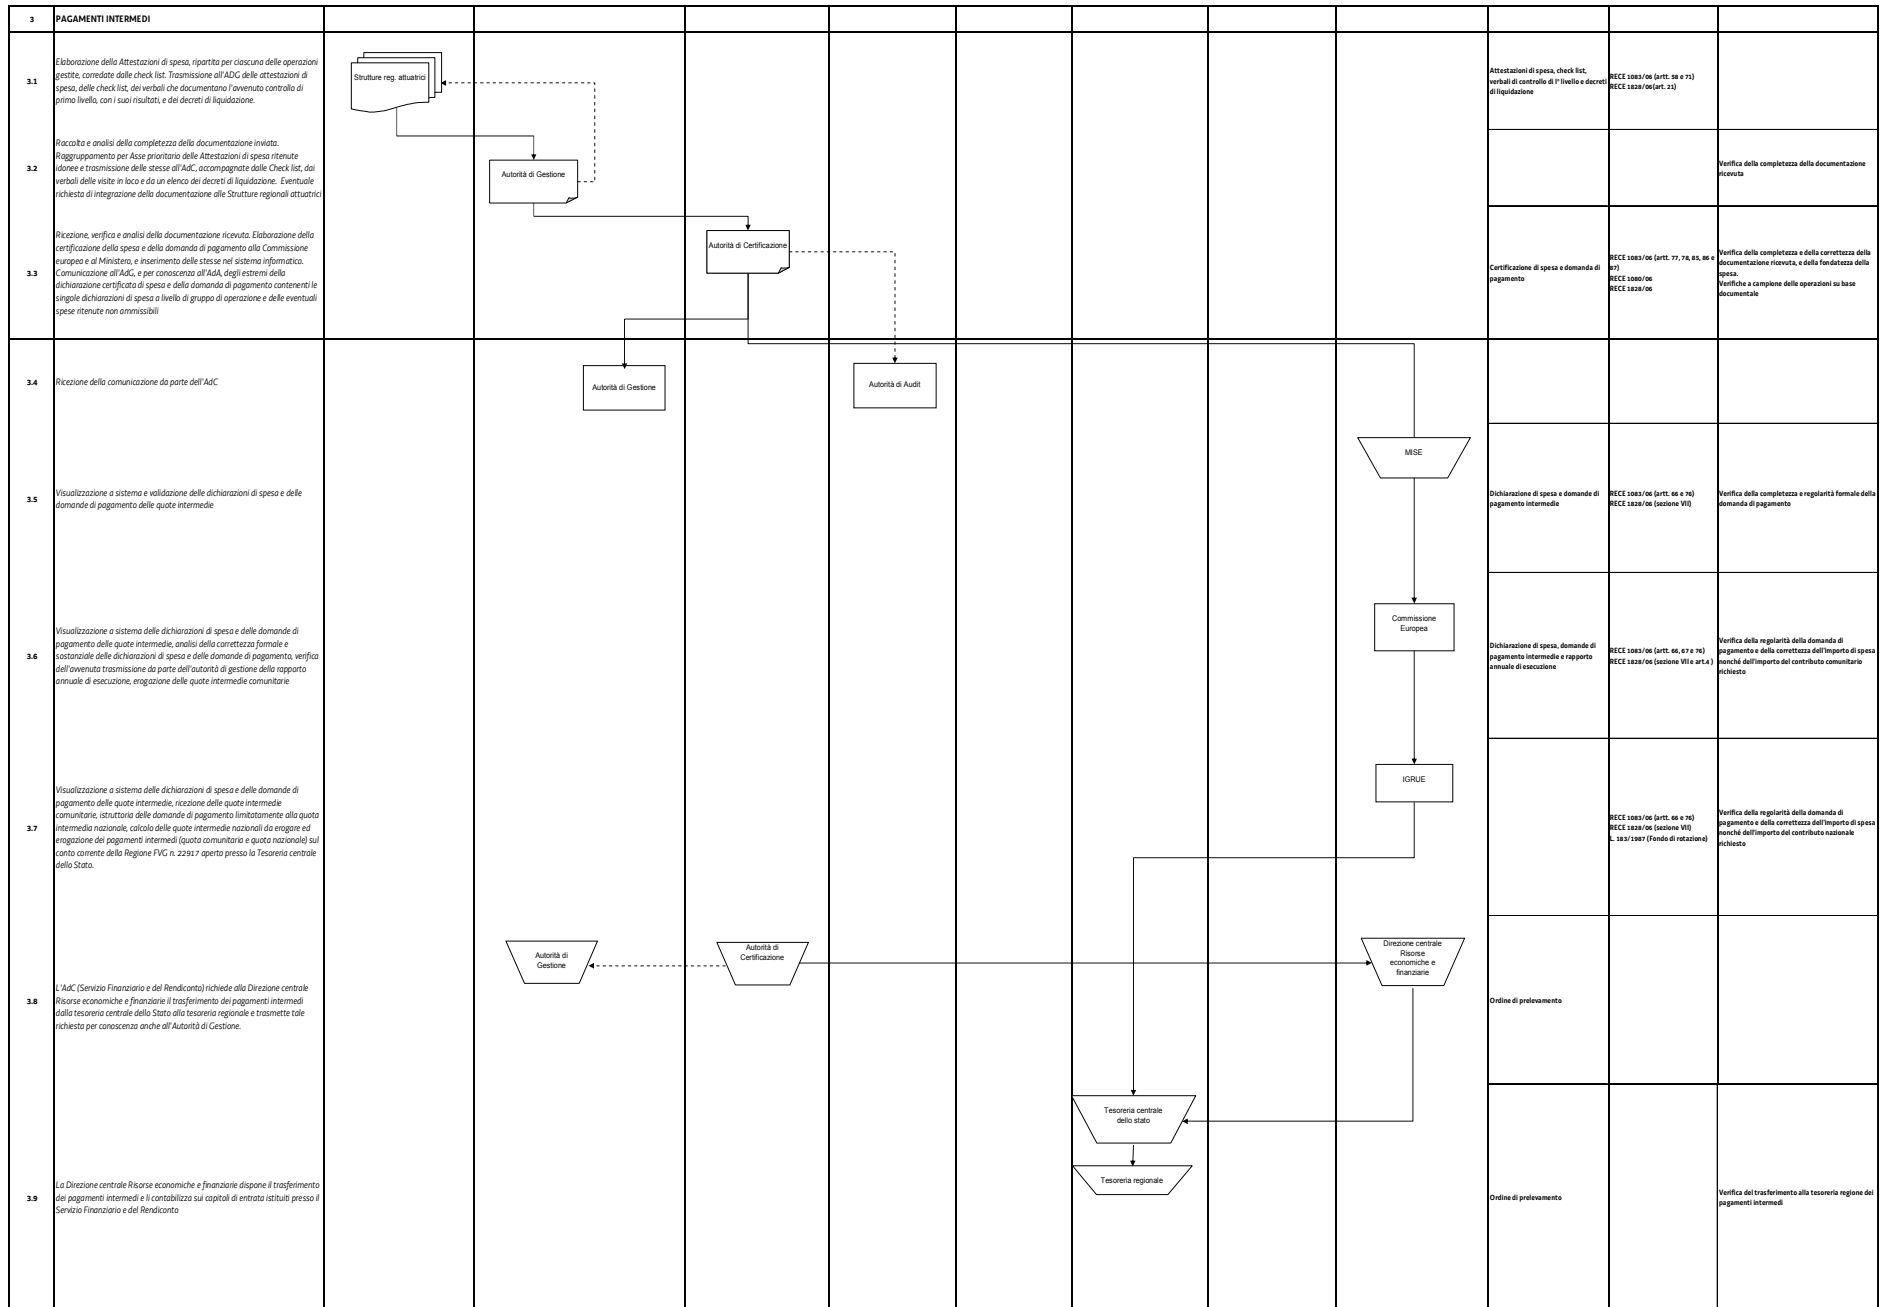 3 PAGAMENTI INTERMEDI
3.1
Elaborazione della Attestazioni di spesa, ripartita per ciascuna delle operazioni
gestite, corredate dalle check list. Trasmissione all'ADG delle attestazioni di
spesa, delle check list, dei verbali che documentano l'avvenuto controllo di
primo livello, con i suoi risultati, e dei decreti di liquidazione.
Strutture reg. attuatrici
Attestazioni di spesa, check list,
verbali di controllo di I° livello e decreti
di liquidazione
RECE 1083/06 (artt. 58 e 71)
RECE 1828/06(art. 21)
3.2
Raccolta e analisi della completezza della documentazione inviata.
Raggruppamento per Asse prioritario delle Attestazioni di spesa ritenute
idonee e trasmissione delle stesse all'AdC, accompagnate dalle Check list, dai
verbali delle visite in loco e da un elenco dei decreti di liquidazione. Eventuale
richiesta di integrazione della documentazione alle Strutture regionali attuatrici
Autorità di Gestione
Verifica della completezza della documentazione
ricevuta
3.3
Ricezione, verifica e analisi della documentazione ricevuta. Elaborazione della
certificazione della spesa e della domanda di pagamento alla Commissione
europea e al Ministero, e inserimento delle stesse nel sistema informatico.
Comunicazione all'AdG, e per conoscenza all'AdA, degli estremi della
dichiarazione certificata di spesa e della domanda di pagamento contenenti le
singole dichiarazioni di spesa a livello di gruppo di operazione e delle eventuali
spese ritenute non ammissibili
Autorità di Certificazione
Certificazione di spesa e domanda di
pagamento
RECE 1083/06 (artt. 77, 78, 85, 86 e
87)
RECE 1080/06
RECE 1828/06
Verifica della completezza e della correttezza della
documentazione ricevuta, e della fondatezza della
spesa.
Verifiche a campione delle operazioni su base
documentale
3.4
Ricezione della comunicazione da parte dell'AdC
Autorità di Gestione
Autorità di Audit
MISE
3.5
Visualizzazione a sistema e validazione delle dichiarazioni di spesa e delle
domande di pagamento delle quote intermedie
Dichiarazione di spesa e domande di
pagamento intermedie
RECE 1083/06 (artt. 66 e 76)
RECE 1828/06 (sezione VII)
Verifica della completezza e regolarità formale della
domanda di pagamento
3.6
Visualizzazione a sistema delle dichiarazioni di spesa e delle domande di
pagamento delle quote intermedie, analisi della correttezza formale e
sostanziale delle dichiarazioni di spesa e delle domande di pagamento, verifica
dell'avvenuta trasmissione da parte dell'autorità di gestione della rapporto
annuale di esecuzione, erogazione delle quote intermedie comunitarie
Commissione
Europea
Dichiarazione di spesa, domande di
pagamento intermedie e rapporto
annuale di esecuzione
RECE 1083/06 (artt. 66, 67 e 76)
RECE 1828/06 (sezione VII e art.4 )
Verifica della regolarità della domanda di
pagamento e della correttezza dell'importo di spesa
nonché dell'importo del contributo comunitario
richiesto
3.7
Visualizzazione a sistema delle dichiarazioni di spesa e delle domande di
pagamento delle quote intermedie, ricezione delle quote intermedie
comunitarie, istruttoria delle domande di pagamento limitatamente alla quota
intermedia nazionale, calcolo delle quote intermedie nazionali da erogare ed
erogazione dei pagamenti intermedi (quota comunitaria e quota nazionale) sul
conto corrente della Regione FVG n. 22917 aperto presso la Tesoreria centrale
dello Stato.
IGRUE
RECE 1083/06 (artt. 66 e 76)
RECE 1828/06 (sezione VII)
L. 183/1987 (Fondo di rotazione)
Verifica della regolarità della domanda di
pagamento e della correttezza dell'importo di spesa
nonché dell'importo del contributo nazionale
richiesto
3.8
L'AdC (Servizio Finanziario e del Rendiconto) richiede alla Direzione centrale
Risorse economiche e finanziarie il trasferimento dei pagamenti intermedi
dalla tesoreria centrale dello Stato alla tesoreria regionale e trasmette tale
richiesta per conoscenza anche all'Autorità di Gestione.
Autorità di
Gestione
Autorità di
Certificazione
Direzione centrale
Risorse
economiche e
finanziarie
Ordine di prelevamento
Tesoreria centrale
dello stato
Tesoreria regionale
3.9
La Direzione centrale Risorse economiche e finanziarie dispone il trasferimento
dei pagamenti intermedi e li contabilizza sui capitoli di entrata istituiti presso il
Servizio Finanziario e del Rendiconto
Ordine di prelevamento
Verifica del trasferimento alla tesoreria regione dei
pagamenti intermedi